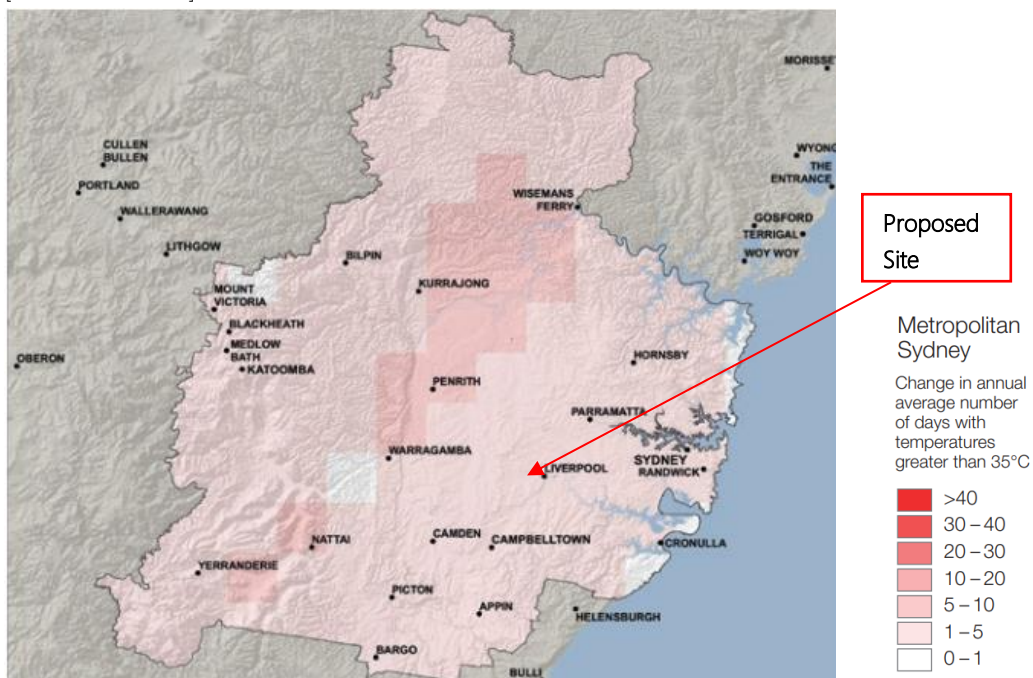 MORISSE
CULLEN
BULLEN
WYONG
THE
ENTRANCE
PORTLAND
WISEMANS
FERRY
WALLERAWANG
GOSFORD
TERRIGAL
Proposed
Site
LITHGOW
BILPIN
WOY WOY
KURRAJONG
MOUNT
VICTORIA
BLACKHEATH
MEDLOW
BATH
KATOOMBA
OBERON
HORNSBY
PENRITH
PARRAMATTA
WARRAGAMBA
SYDNEY
RANDWICK
LIVERPOOL
NATTAI
CAMDEN
CAMPBELLTOWN
CRONULLA
YERRANDERIE
PICTON
APPIN
HELENSBURGH
BARGO
BULLI
Metropolitan
Sydney
Change in annual
average number
of days with
temperatures
greater than 35°C
>40
30 – 40
20 – 30
10 – 20
5 – 10
1 – 5
0 – 1